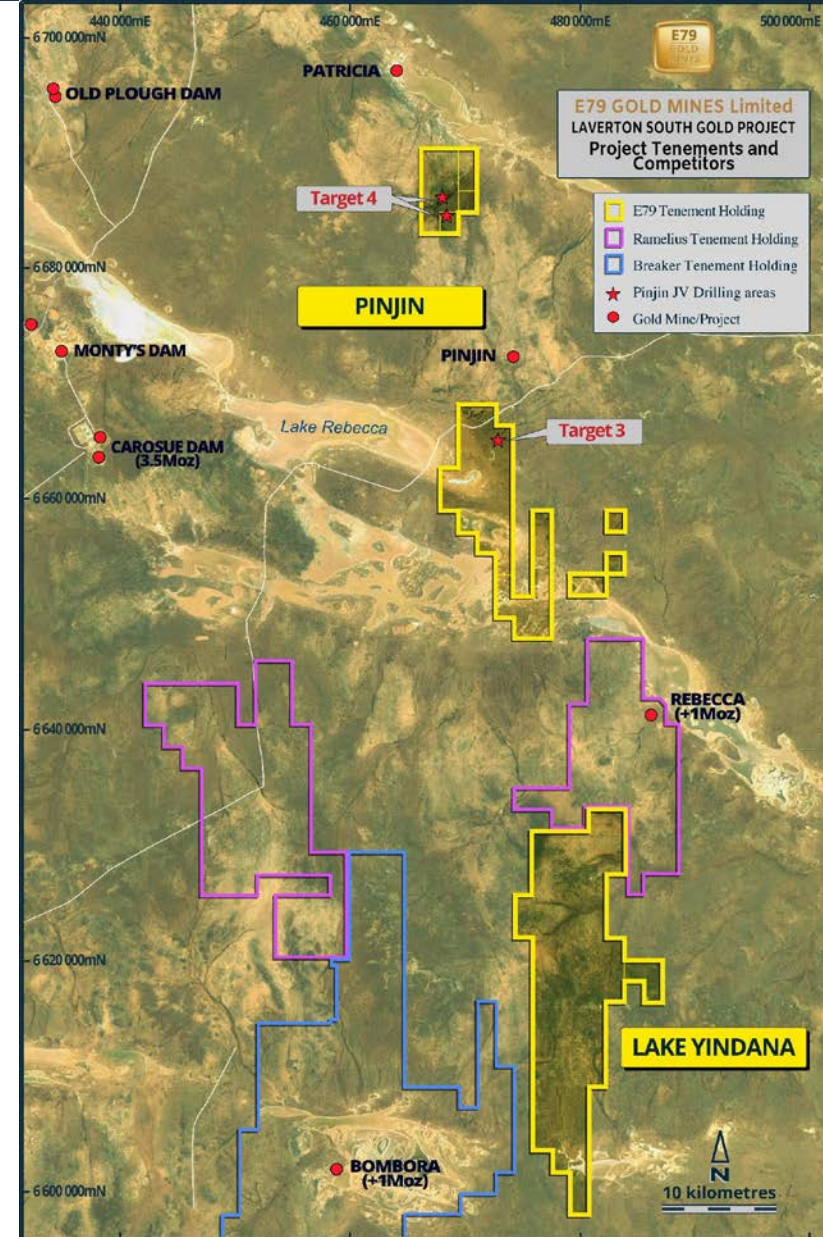 440 000mE
460 000mE
480 000mE
500 000mE
6 700 000mN
E79
GOLD
MINES
PATRICIA
OLD PLOUGH DAM
E79 GOLD MINES Limited
LAVERTON SOUTH GOLD PROJECT
Project Tenements and
Competitors
Target 4
E79 Tenement Holding
Ramelius Tenement Holding
Breaker Tenement Holding
Pinjin JV Drilling areas
Gold Mine/Project
6 680 000mN
PINJIN
MONTY'S DAM
PINJIN
Lake Rebecca
Target 3
CAROSUE DAM
(3.5Moz)
6 660 000mN
REBECCA
(+1Moz)
6 640 000mN
6 620 000mN
LAKE YINDANA
BOMBORA
(+1Moz)
6 600 000mN
N
10 kilometres